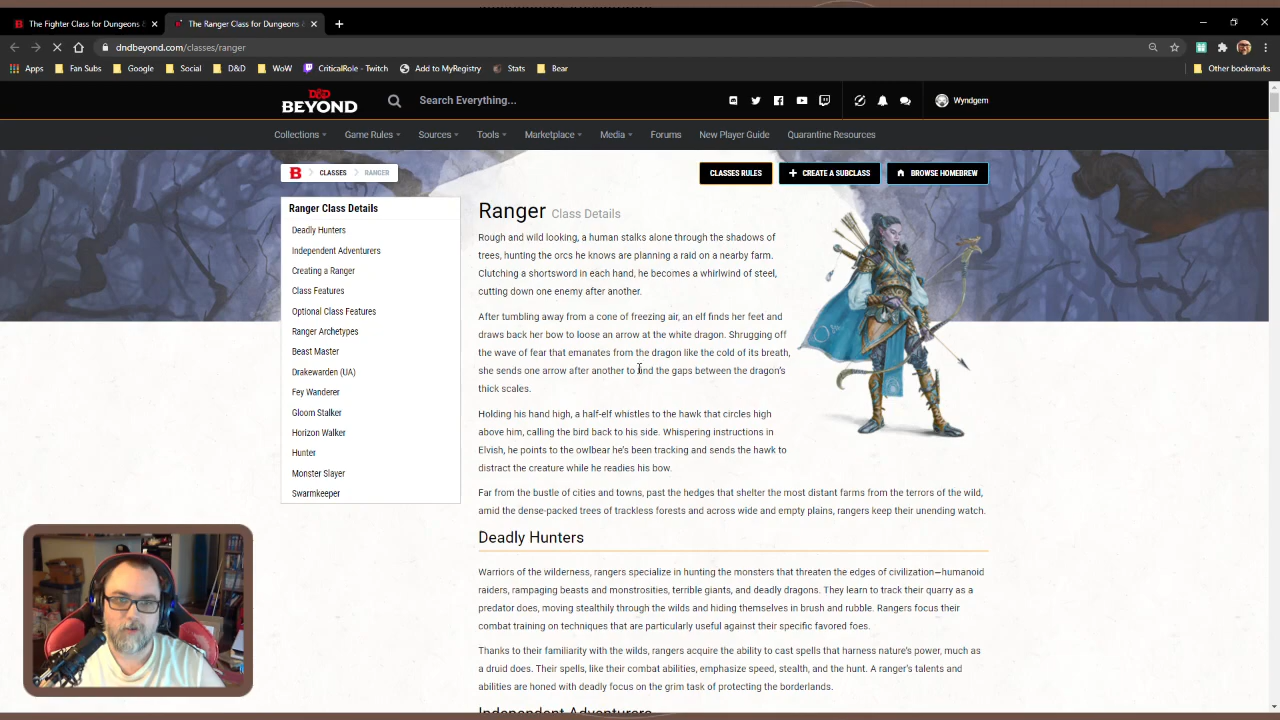 The Fighter Class for Dungeons &
The Ranger Class for Dungeons &
dndbeyond.com/classes/ranger
Apps
Fan Subs
Google
Social
D&D
WoW
CriticalRole - Twitch
Add to MyRegistry
Stats
Bear
Other bookmarks
D&D
BEYOND
Search Everything...
Wyndgem
Collections
Game Rules
Sources
Tools
Marketplace
Media
Forums
New Player Guide
Quarantine Resources
B
CLASSES
RANGER
CLASSES RULES
CREATE A SUBCLASS
BROWSE HOMEBREW
Ranger Class Details
Deadly Hunters
Independent Adventurers
Creating a Ranger
Class Features
Optional Class Features
Ranger Archetypes
Beast Master
Drakewarden (UA)
Fey Wanderer
Gloom Stalker
Horizon Walker
Hunter
Monster Slayer
Swarmkeeper
Ranger Class Details
Rough and wild looking, a human stalks alone through the shadows of
trees, hunting the orcs he knows are planning a raid on a nearby farm.
Clutching a shortsword in each hand, he becomes a whirlwind of steel,
cutting down one enemy after another.
After tumbling away from a cone of freezing air, an elf finds her feet and
draws back her bow to loose an arrow at the white dragon. Shrugging off
the wave of fear that emanates from the dragon like the cold of its breath,
she sends one arrow after another to find the gaps between the dragon's
thick scales.
Holding his hand high, a half-elf whistles to the hawk that circles high
above him, calling the bird back to his side. Whispering instructions in
Elvish, he points to the owlbear he's been tracking and sends the hawk to
distract the creature while he readies his bow.
Far from the bustle of cities and towns, past the hedges that shelter the most distant farms from the terrors of the wild,
amid the dense-packed trees of trackless forests and across wide and empty plains, rangers keep their unending watch.
Deadly Hunters
Warriors of the wilderness, rangers specialize in hunting the monsters that threaten the edges of civilization—humanoid
raiders, rampaging beasts and monstrosities, terrible giants, and deadly dragons. They learn to track their quarry as a
predator does, moving stealthily through the wilds and hiding themselves in brush and rubble. Rangers focus their
combat training on techniques that are particularly useful against their specific favored foes.
Thanks to their familiarity with the wilds, rangers acquire the ability to cast spells that harness nature's power, much as
a druid does. Their spells, like their combat abilities, emphasize speed, stealth, and the hunt. A ranger's talents and
abilities are honed with deadly focus on the grim task of protecting the borderlands.
Independent Adventurers